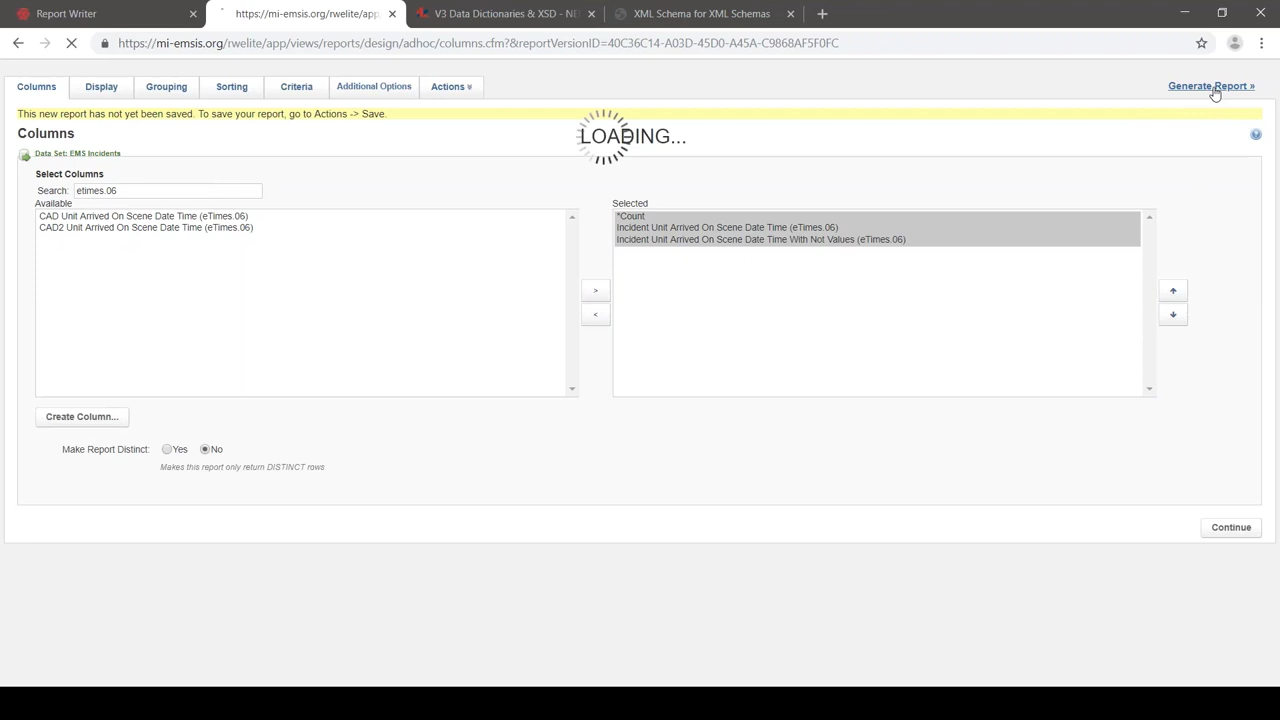 Report Writer
https://mi-emsis.org/rwelite/app
V3 Data Dictionaries & XSD - NE
XML Schema for XML Schemas
https://mi-emsis.org/rwelite/app/views/reports/design/adhoc/columns.cfm?&reportVersionID=40C36C14-A03D-45D0-A45A-C9868AF5F0FC
Columns Display Grouping Sorting Criteria Additional Options Actions
Generate Report »
This new report has not yet been saved. To save your report, go to Actions -> Save.
Columns
LOADING...
Data Set: EMS Incidents
Select Columns
Search: etimes.06
Available
CAD Unit Arrived On Scene Date Time (eTimes.06)
CAD2 Unit Arrived On Scene Date Time (eTimes.06)
>
<
Selected
*Count
Incident Unit Arrived On Scene Date Time (eTimes.06)
Incident Unit Arrived On Scene Date Time With Not Values (eTimes.06)
Create Column...
Make Report Distinct: Yes No
Makes this report only return DISTINCT rows
Continue